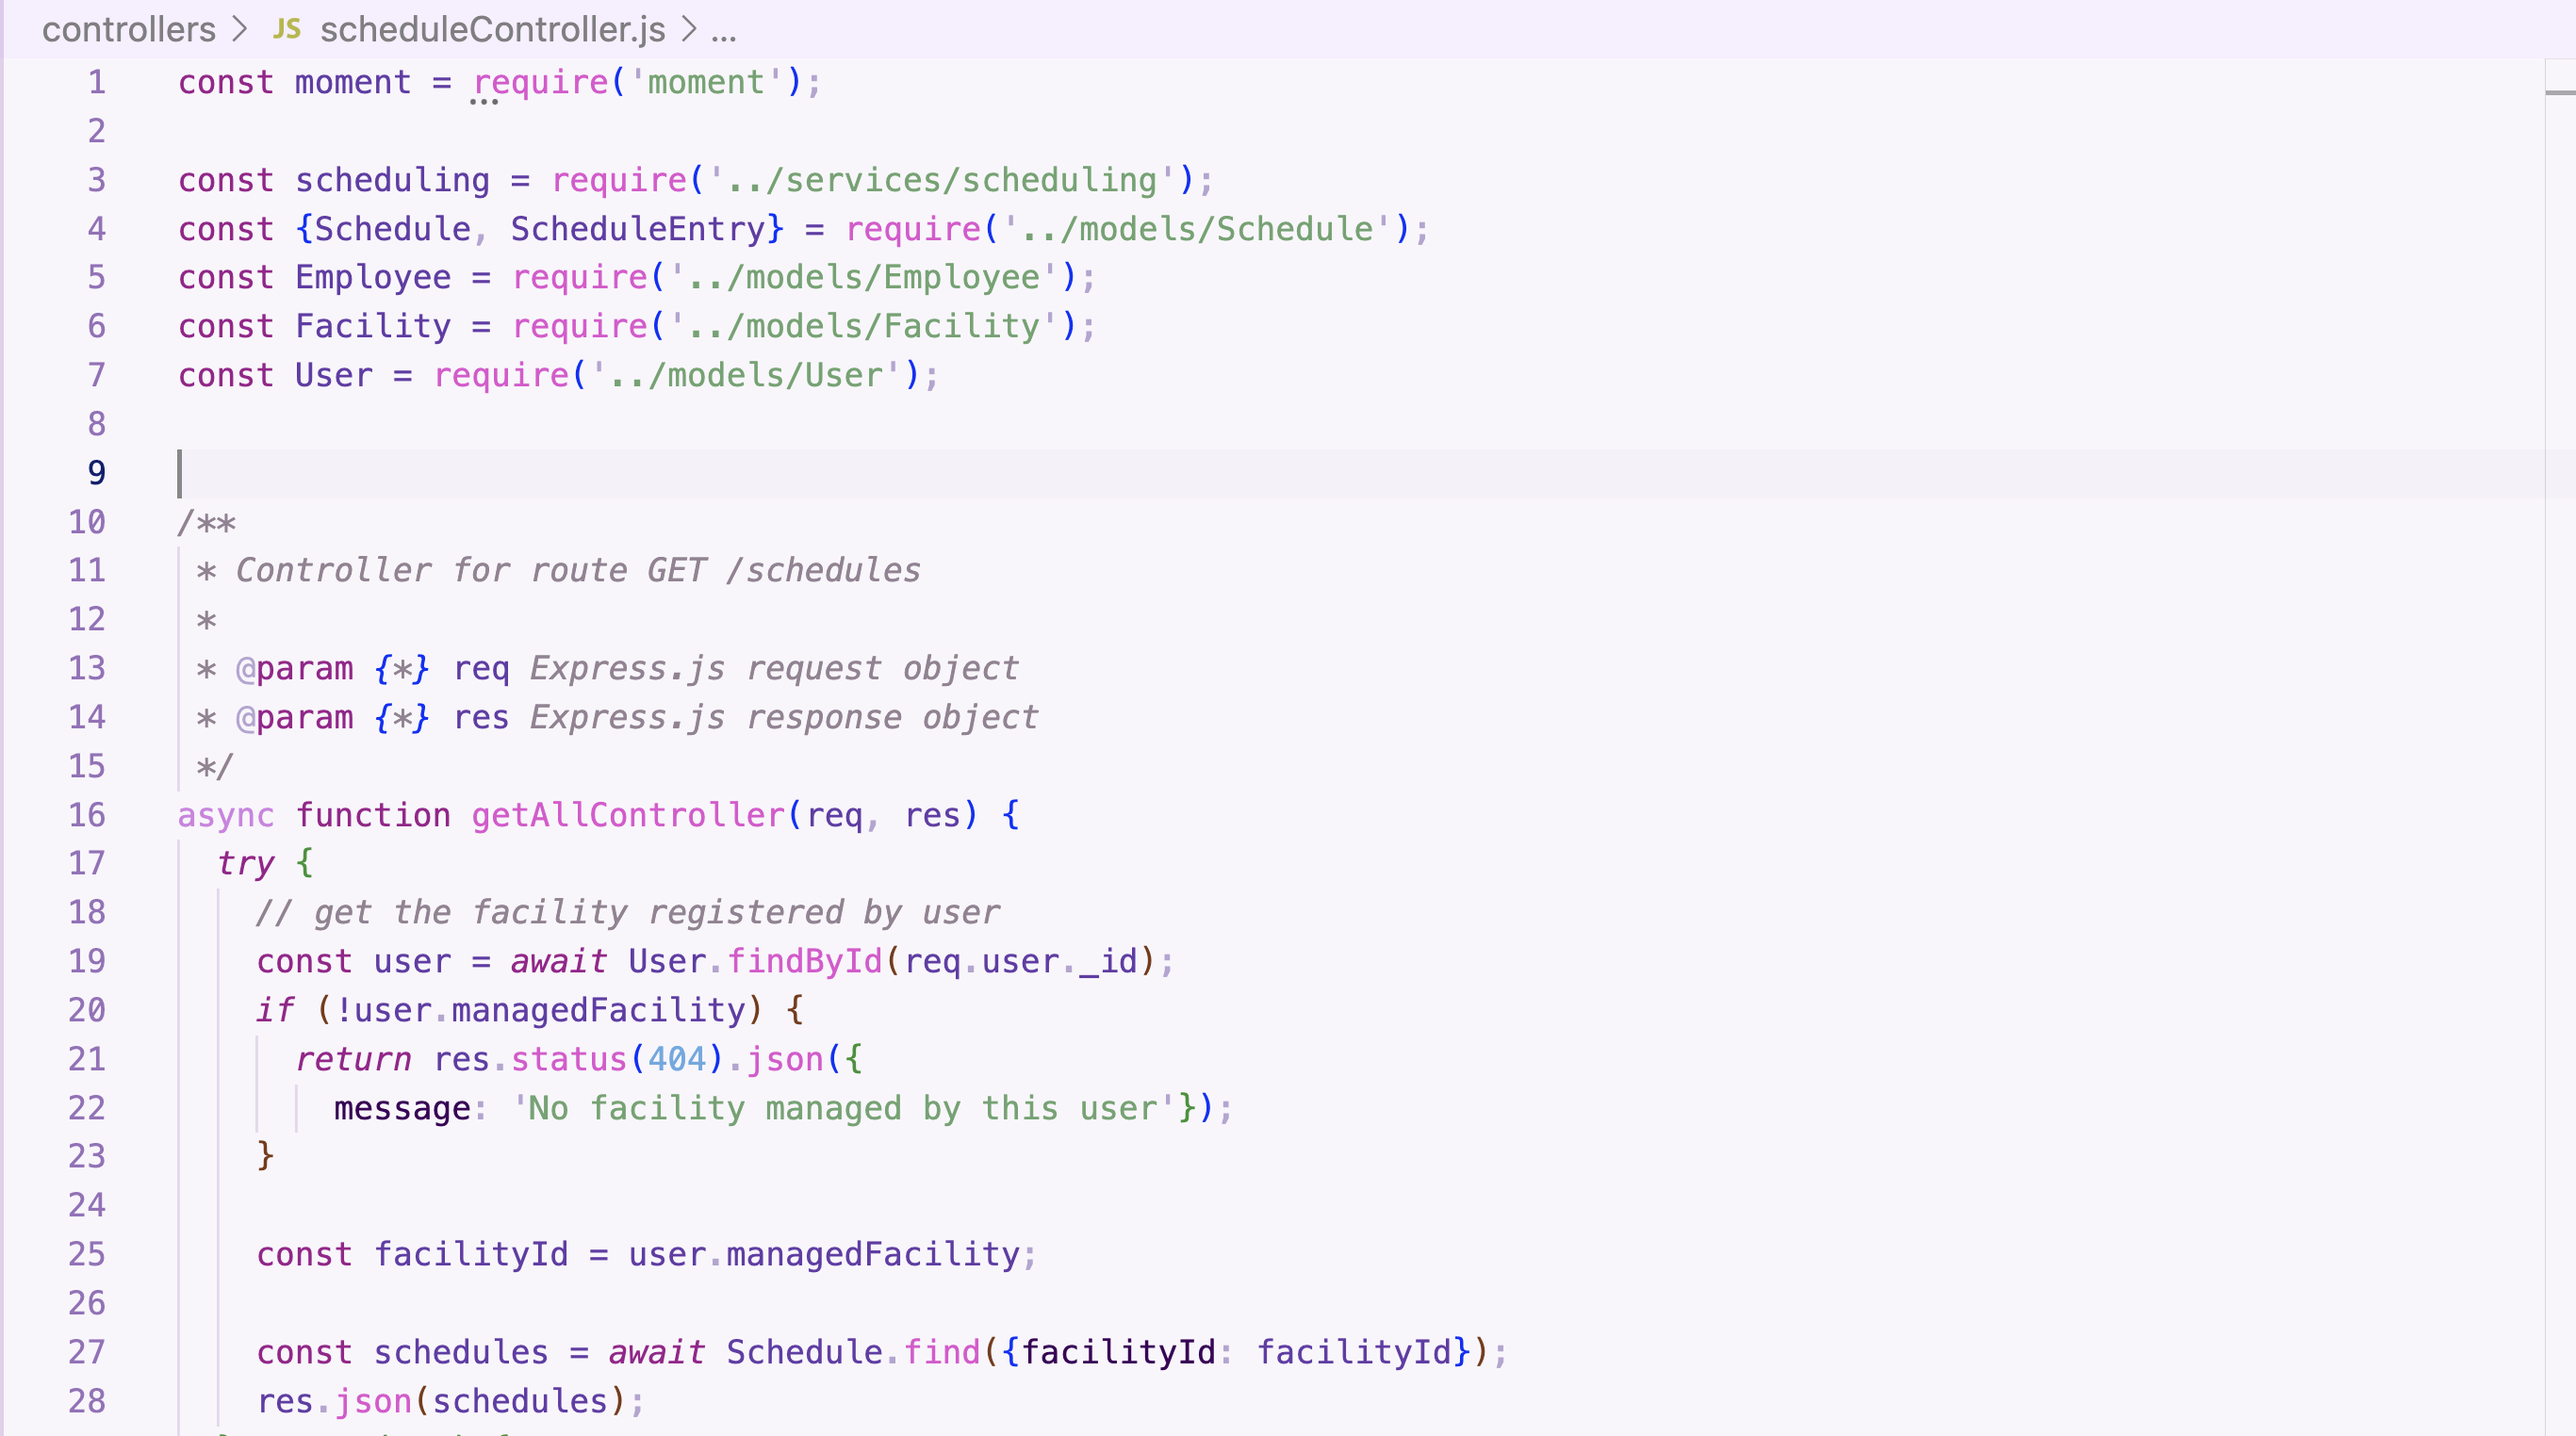 controllers > JS scheduleController.js > ...
1 const moment = require('moment');
2
3 const scheduling = require('../services/scheduling');
4 const {Schedule, ScheduleEntry} = require('../models/Schedule');
5 const Employee = require('../models/Employee');
6 const Facility = require('../models/Facility');
7 const User = require('../models/User');
8
9
10 /**
11  * Controller for route GET /schedules
12  *
13  * @param {*} req Express.js request object
14  * @param {*} res Express.js response object
15  */
16 async function getAllController(req, res) {
17   try {
18     // get the facility registered by user
19     const user = await User.findById(req.user._id);
20     if (!user.managedFacility) {
21       return res.status(404).json({
22         message: 'No facility managed by this user'});
23     }
24
25     const facilityId = user.managedFacility;
26
27     const schedules = await Schedule.find({facilityId: facilityId});
28     res.json(schedules);